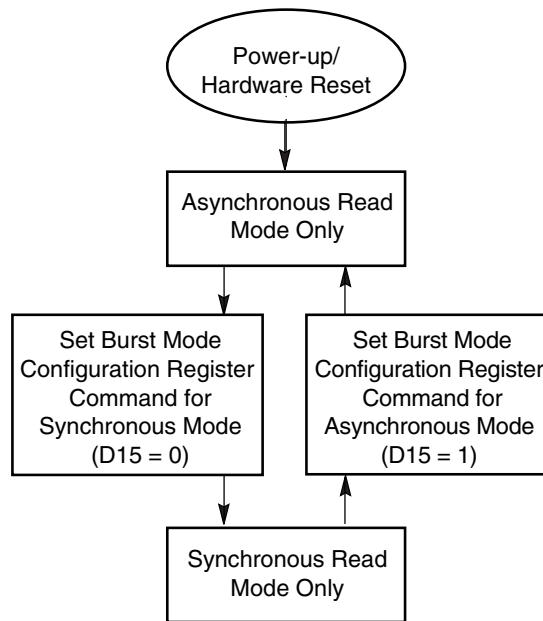 Power-up/
Hardware Reset
Asynchronous Read
Mode Only
Set Burst Mode
Configuration Register
Command for
Synchronous Mode
(D15 = 0)
Set Burst Mode
Configuration Register
Command for
Asynchronous Mode
(D15 = 1)
Synchronous Read
Mode Only